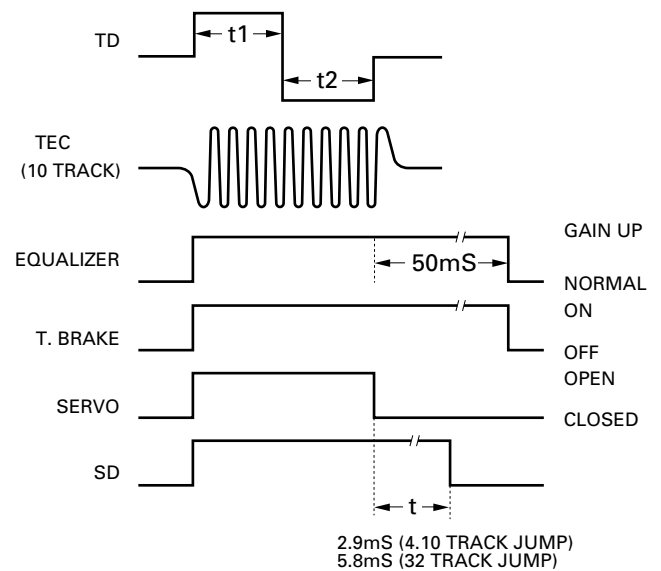 TD
t1
t2
TEC
(10 TRACK)
EQUALIZER
50mS
GAIN UP
NORMAL
T. BRAKE
ON
OFF
SERVO
OPEN
CLOSED
SD
t
2.9mS (4.10 TRACK JUMP)
5.8mS (32 TRACK JUMP)